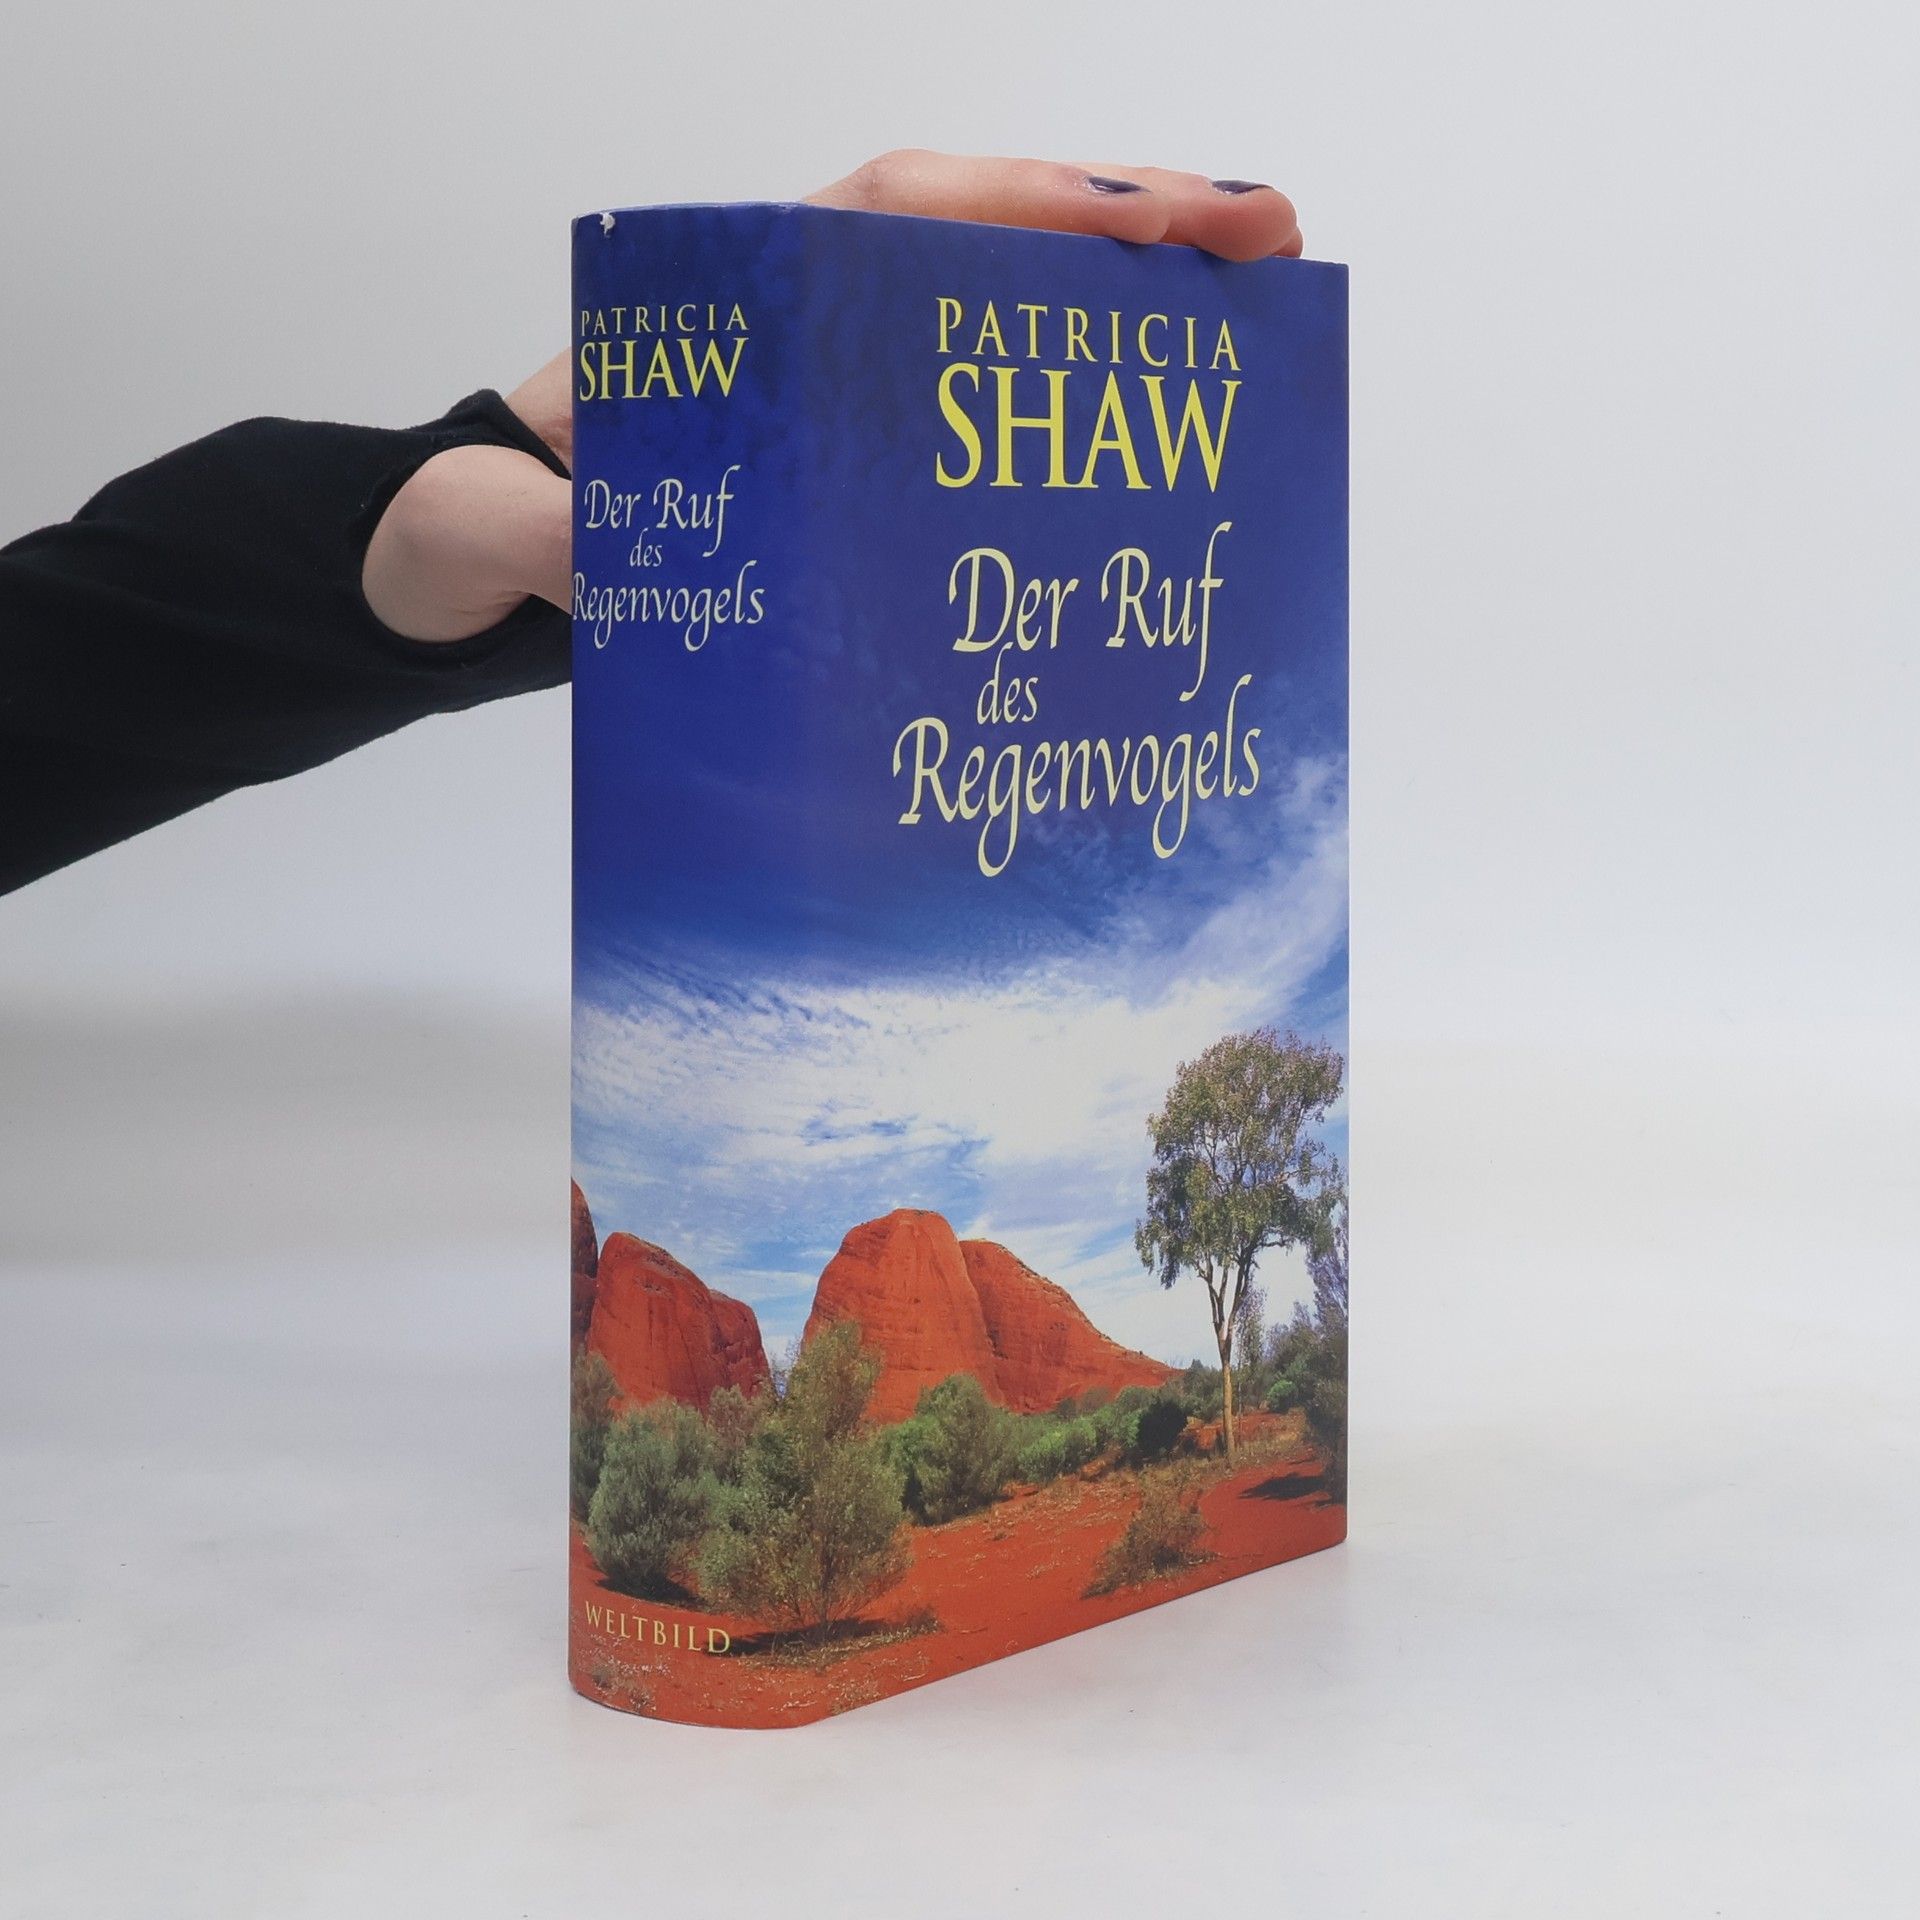 PATRICIA
SHAW
Der Ruf
des
Regenvogels
WELTBILD
PATRICIA
SHAW
Der Ruf
des
Regenvogels